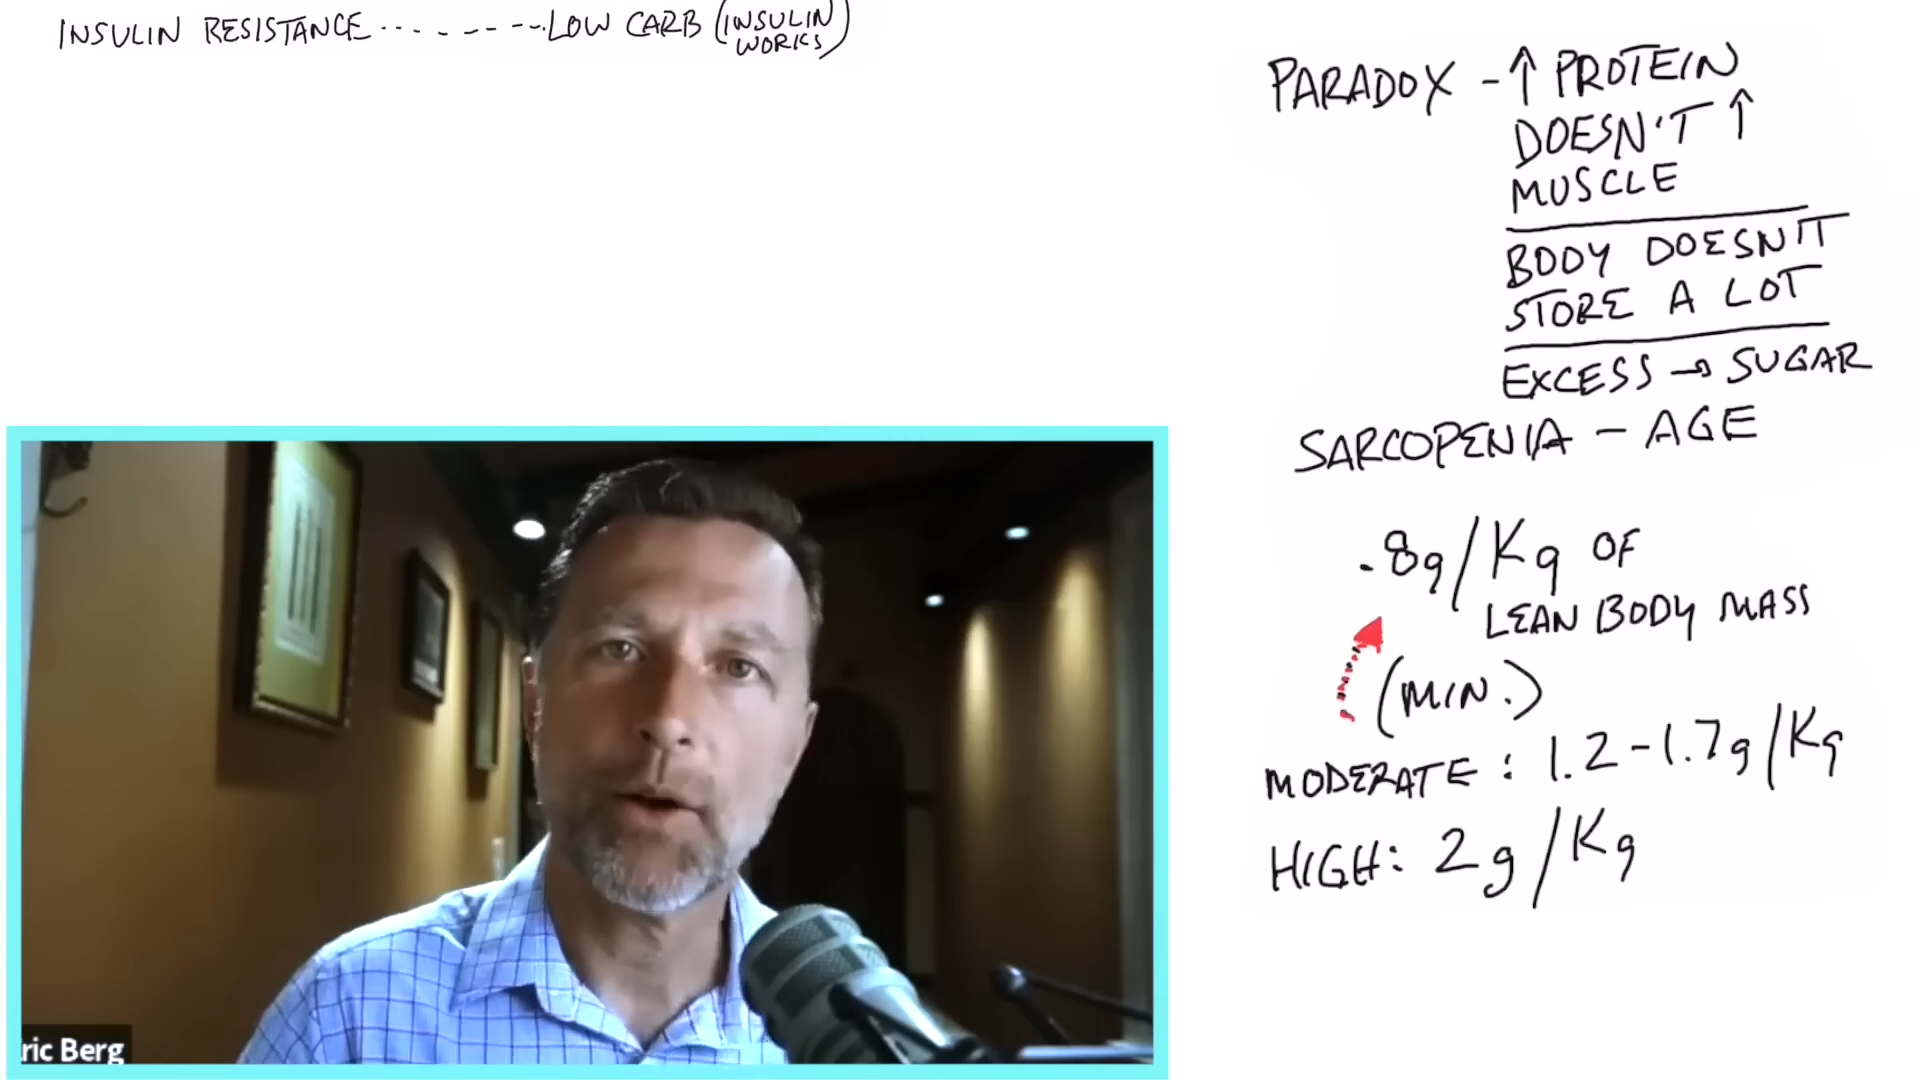 INSULIN RESISTANCE --------- LOW CARB (INSULIN
WORKS)
PARADOX - ↑ PROTEIN
DOESN'T ↑
MUSCLE
BODY DOESN'T
STORE A LOT
EXCESS → SUGAR
SARCOPENIA - AGE
.8g/Kg OF
LEAN BODY MASS
(MIN.)
MODERATE : 1.2-1.7g/Kg
HIGH: 2g/Kg
ric Berg